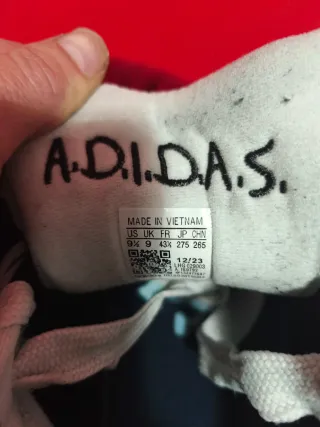 A.D.I.D.A.S.
MADE IN VIETNAM
US UK FR JP CHN
9½ 9 43⅓ 275 265
12/23